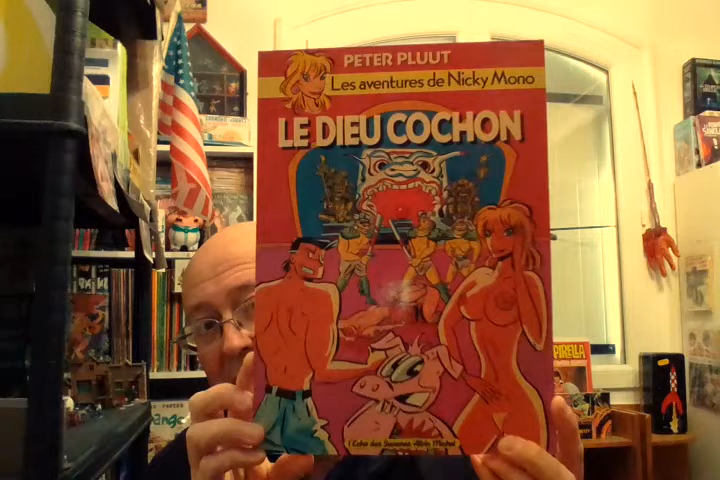 PETER PLUUT
Les aventures de Nicky Mono
LE DIEU COCHON
L'Echo des Savanes Albin Michel